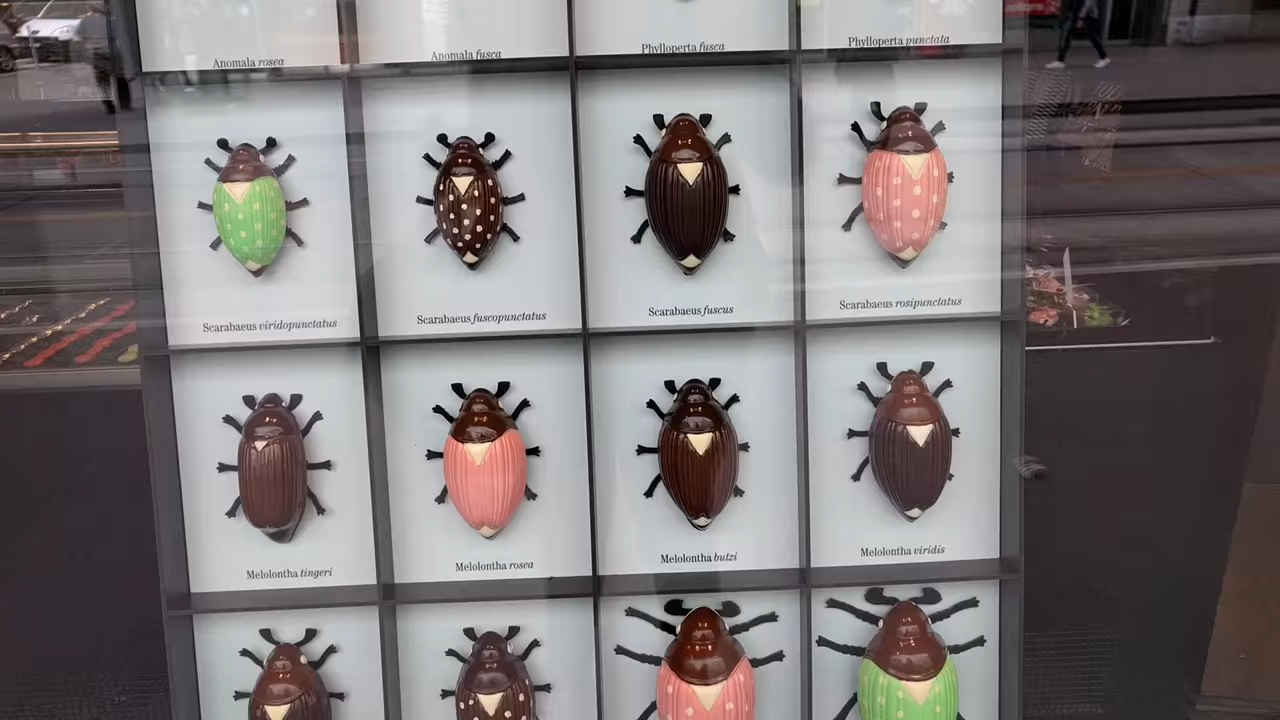 Anomala rosea
Anomala fusca
Phylloperta fusca
Phylloperta punctata
Scarabaeus viridopunctatus
Scarabaeus fuscopunctatus
Scarabaeus fuscus
Scarabaeus rosipunctatus
Melolontha tingeri
Melolontha rosea
Melolontha butzi
Melolontha viridis